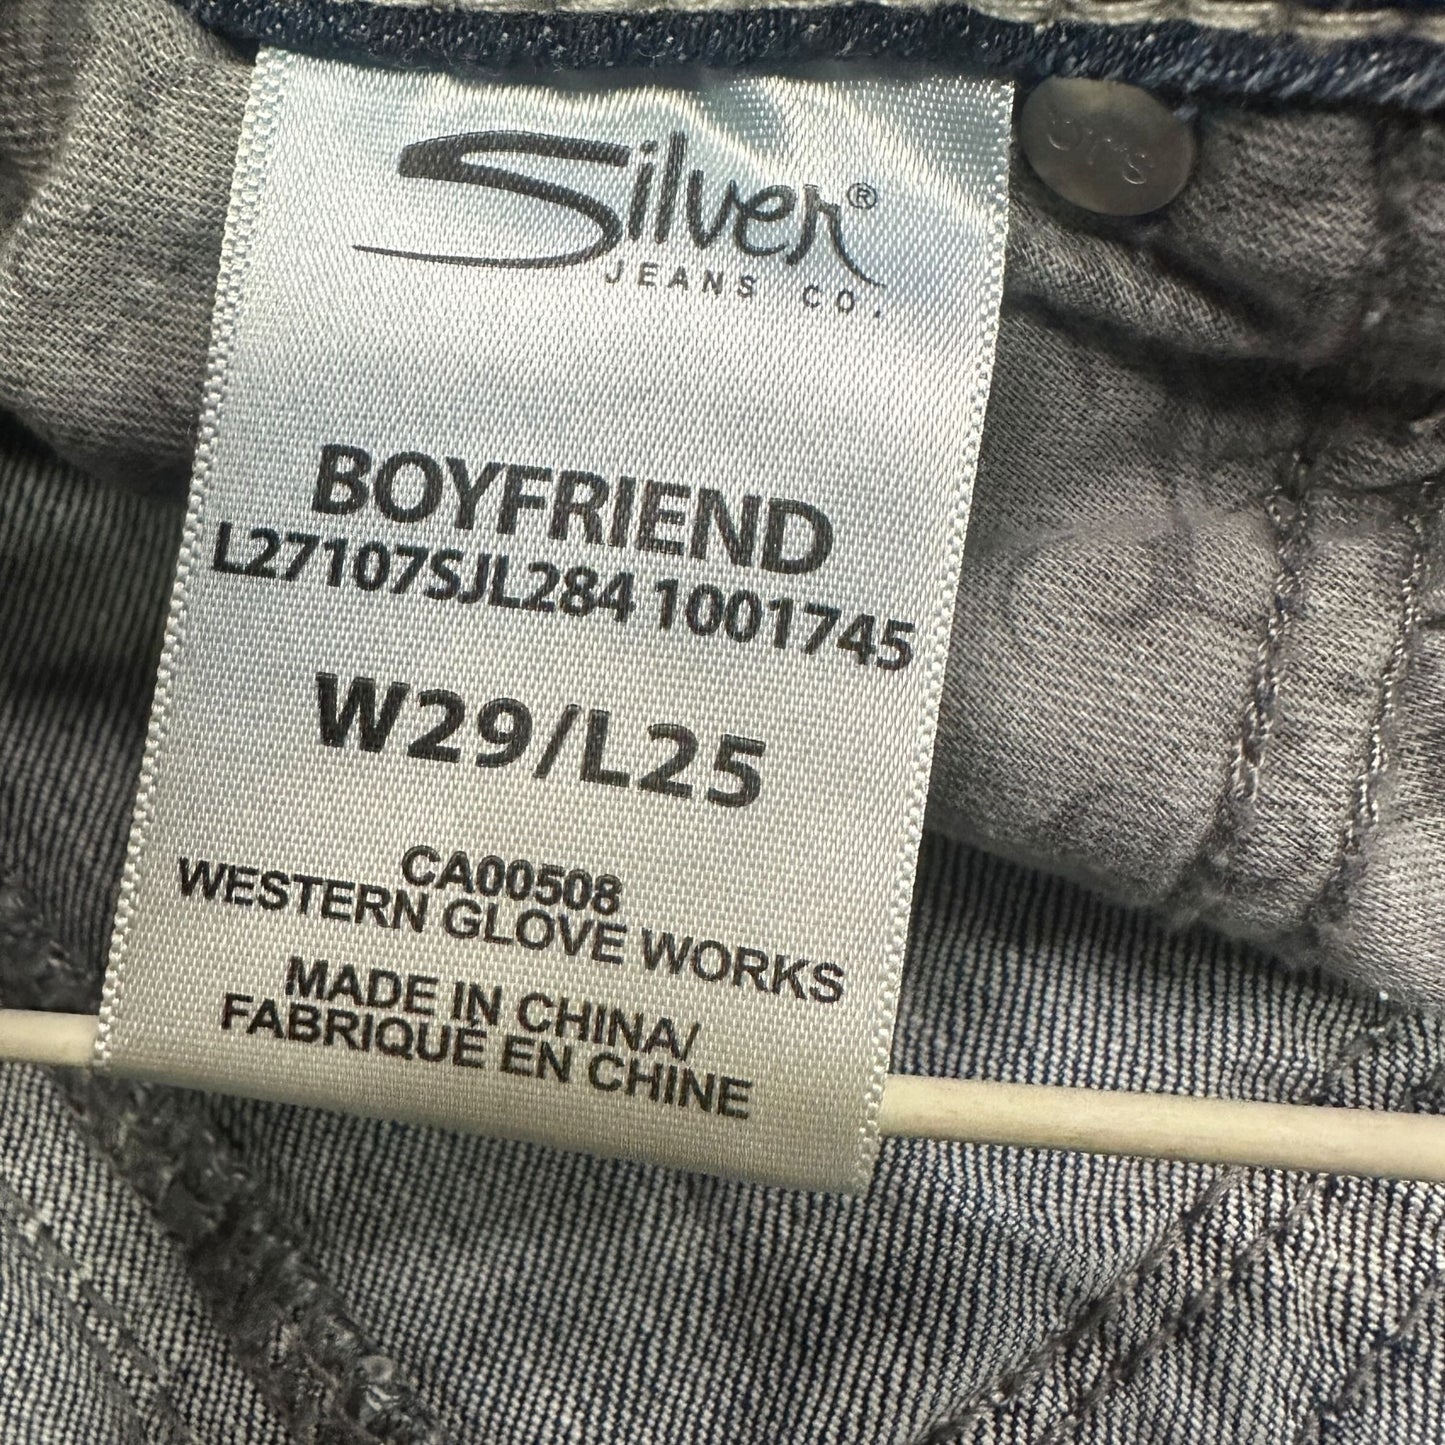 Silver®
JEANS CO.
BOYFRIEND
L27107SJL284 1001745
W29/L25
CA00508
WESTERN GLOVE WORKS
MADE IN CHINA/
FABRIQUÉ EN CHINE